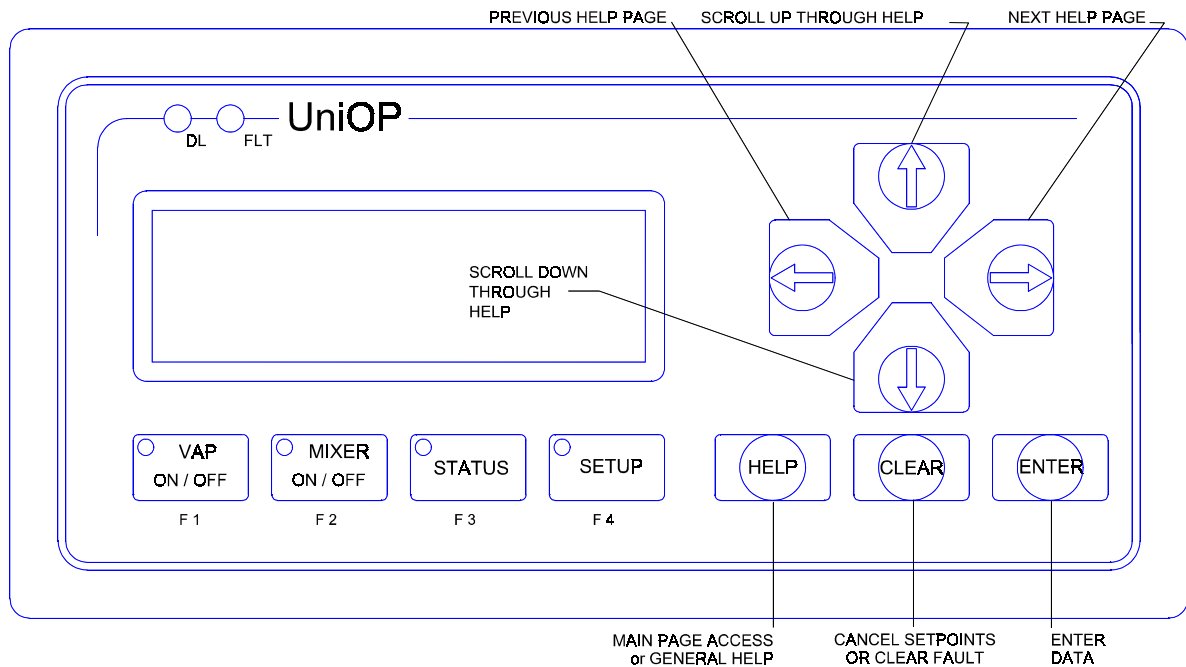 PREVIOUS HELP PAGE
SCROLL UP THROUGH HELP
NEXT HELP PAGE
UniOP
DL
FLT
SCROLL DOWN
THROUGH
HELP
VAP
ON / OFF
MIXER
ON / OFF
STATUS
SETUP
HELP
CLEAR
ENTER
F 1
F 2
F 3
F 4
MAIN PAGE ACCESS
or GENERAL HELP
CANCEL SETPOINTS
OR CLEAR FAULT
ENTER
DATA